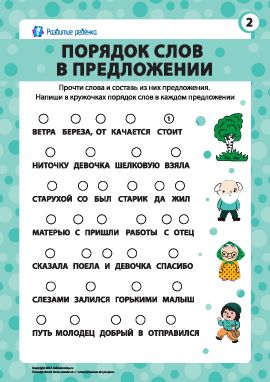 Развитие ребёнка
2
ПОРЯДОК СЛОВ
В ПРЕДЛОЖЕНИИ
Прочти слова и составь из них предложения.
Напиши в кружочках порядок слов в каждом предложении
1
ВЕТРА БЕРЕЗА, ОТ КАЧАЕТСЯ СТОИТ
НИТОЧКУ ДЕВОЧКА ШЕЛКОВУЮ ВЗЯЛА
СТАРУХОЙ СО БЫЛ СТАРИК ДА ЖИЛ
МАТЕРЬЮ С ПРИШЛИ РАБОТЫ С ОТЕЦ
СКАЗАЛА ПОЕЛА И ДЕВОЧКА СПАСИБО
СЛЕЗАМИ ЗАЛИЛСЯ ГОРЬКИМИ МАЛЫШ
ПУТЬ МОЛОДЕЦ ДОБРЫЙ В ОТПРАВИЛСЯ